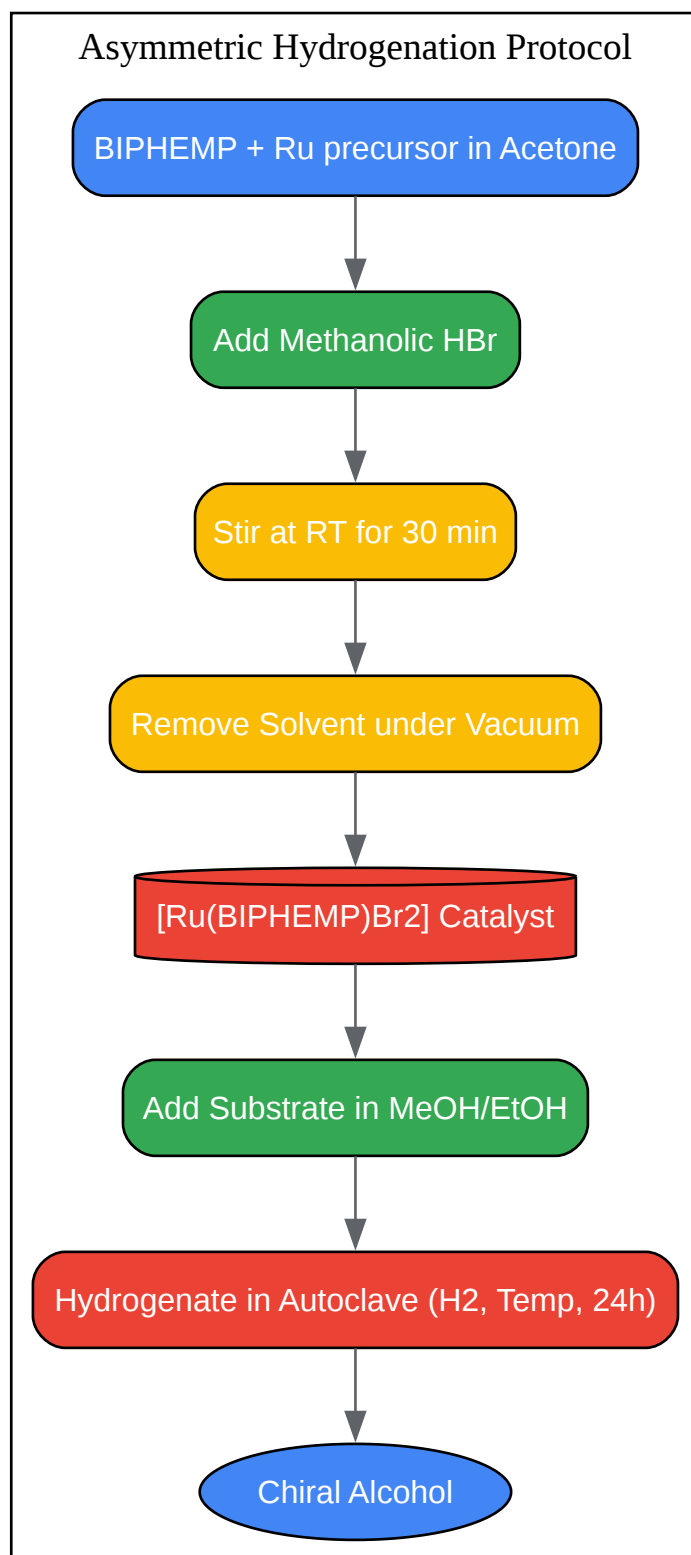 Asymmetric Hydrogenation Protocol
BIPHEMP + Ru precursor in Acetone
Add Methanolic HBr
Stir at RT for 30 min
Remove Solvent under Vacuum
[Ru(BIPHEMP)Br2] Catalyst
Add Substrate in MeOH/EtOH
Hydrogenate in Autoclave (H2, Temp, 24h)
Chiral Alcohol